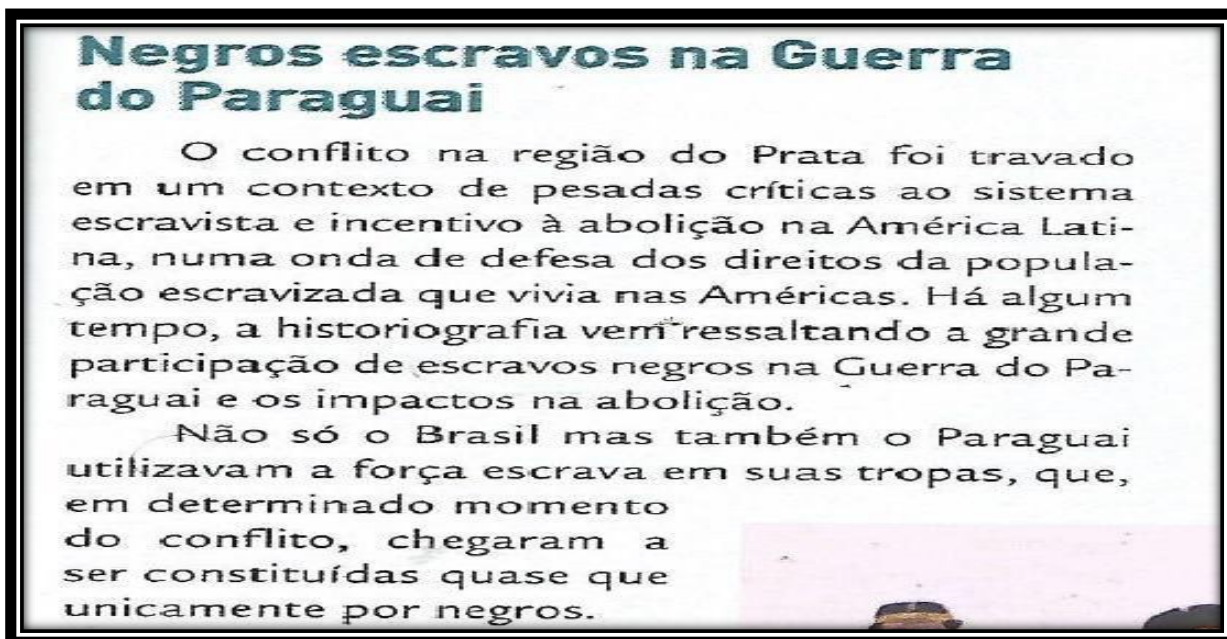 Negros escravos na Guerra
do Paraguai
O conflito na região do Prata foi travado
em um contexto de pesadas críticas ao sistema
escravista e incentivo à abolição na América Lati-
na, numa onda de defesa dos direitos da popula-
ção escravizada que vivia nas Américas. Há algum
tempo, a historiografia vem ressaltando a grande
participação de escravos negros na Guerra do Pa-
raguai e os impactos na abolição.
Não só o Brasil mas também o Paraguai
utilizavam a força escrava em suas tropas, que,
em determinado momento
do conflito, chegaram a
ser constituídas quase que
unicamente por negros.